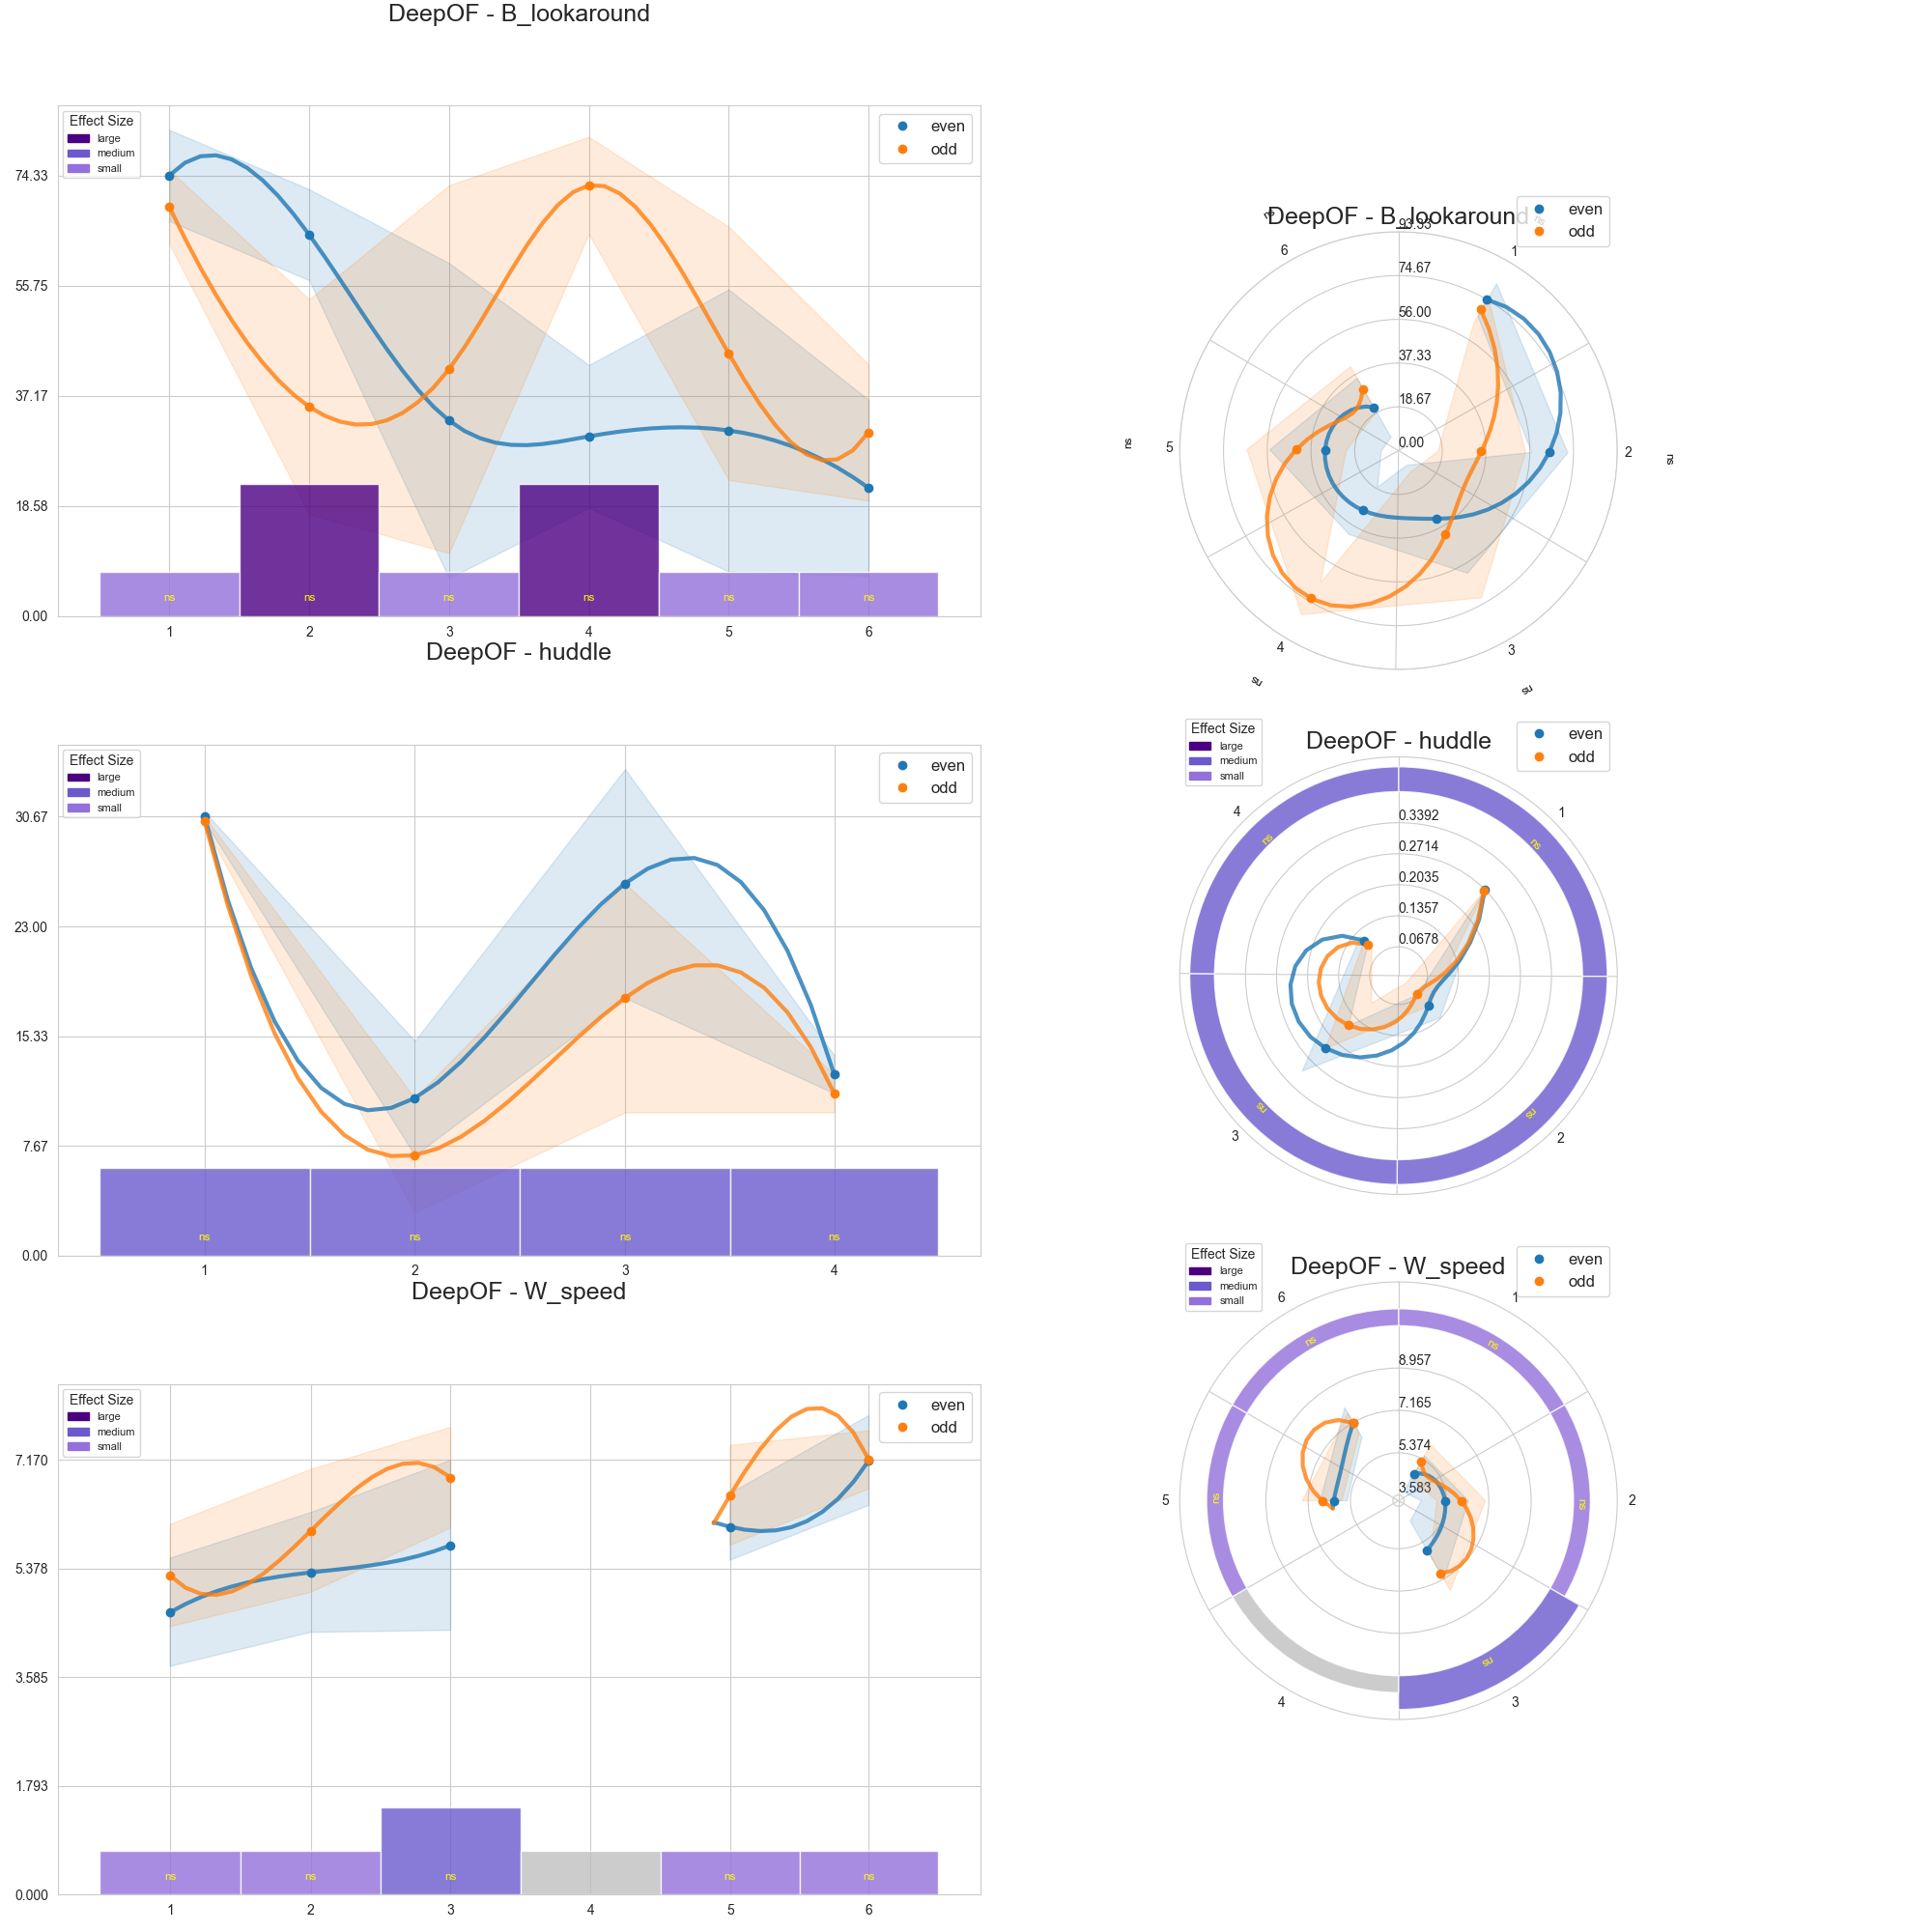 DeepOF - B_lookaround
Effect Size
large
medium
small
even
odd
74.33
55.75
37.17
18.58
0.00
ns ns ns ns ns ns
1 2 3 4 5 6
DeepOF - B_lookaround
even
odd
93.33
74.67
56.00
37.33
18.67
0.00
ns 6 ns 1
ns 5 2 ns
4 3
ns ns
DeepOF - huddle
Effect Size
large
medium
small
even
odd
30.67
23.00
15.33
7.67
0.00
ns ns ns ns
1 2 3 4
DeepOF - huddle
Effect Size
large
medium
small
even
odd
4 1
0.3392
0.2714
0.2035
0.1357
0.0678
ns ns
ns ns
3 2
DeepOF - W_speed
Effect Size
large
medium
small
even
odd
7.170
5.378
3.585
1.793
0.000
ns ns ns ns ns
1 2 3 4 5 6
DeepOF - W_speed
Effect Size
large
medium
small
even
odd
6 1
ns ns
8.957
7.165
5.374
3.583
5 ns ns 2
ns
4 3